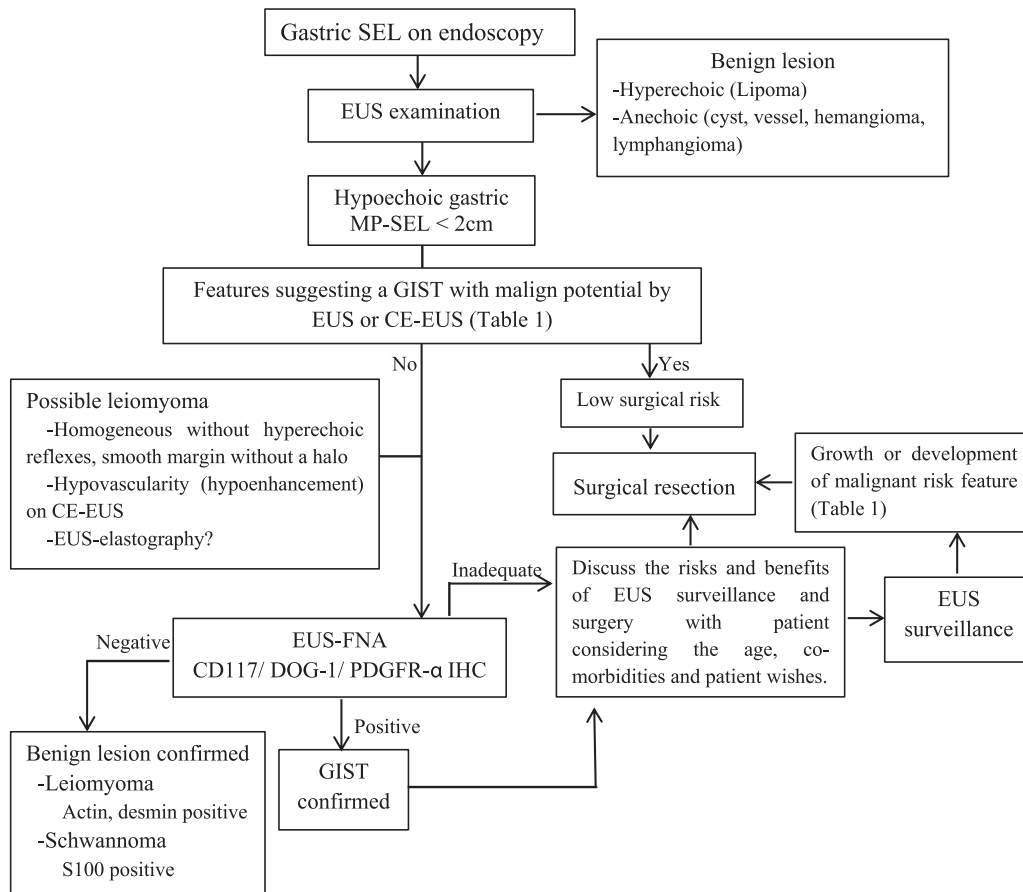 Gastric SEL on endoscopy
EUS examination
Benign lesion
-Hyperechoic (Lipoma)
-Anechoic (cyst, vessel, hemangioma,
lymphangioma)
Hypoechoic gastric
MP-SEL < 2cm
Features suggesting a GIST with malign potential by
EUS or CE-EUS (Table 1)
No
Yes
Possible leiomyoma
-Homogeneous without hyperechoic
reflexes, smooth margin without a halo
-Hypovascularity (hypoenhancement)
on CE-EUS
-EUS-elastography?
Low surgical risk
Surgical resection
Growth or development
of malignant risk feature
(Table 1)
Inadequate
Discuss the risks and benefits
of EUS surveillance and
surgery with patient
considering the age, co-
morbidities and patient wishes.
EUS
surveillance
Negative
EUS-FNA
CD117/ DOG-1/ PDGFR-α IHC
Positive
Benign lesion confirmed
-Leiomyoma
Actin, desmin positive
-Schwannoma
S100 positive
GIST
confirmed